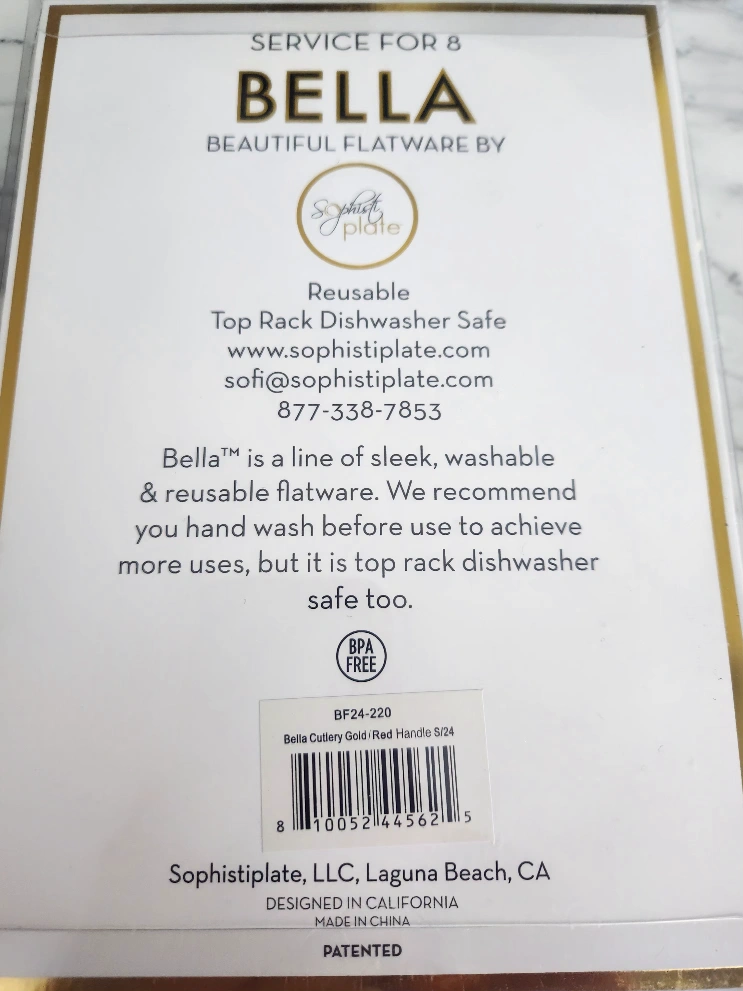 SERVICE FOR 8
BELLA
BEAUTIFUL FLATWARE BY
Sophisti
plate
Reusable
Top Rack Dishwasher Safe
www.sophistiplate.com
sofi@sophistiplate.com
877-338-7853
Bella™ is a line of sleek, washable
& reusable flatware. We recommend
you hand wash before use to achieve
more uses, but it is top rack dishwasher
safe too.
BPA
FREE
BF24-220
Bella Cutlery Gold/Red Handle S/24
8 10052 44562 5
Sophistiplate, LLC, Laguna Beach, CA
DESIGNED IN CALIFORNIA
MADE IN CHINA
PATENTED